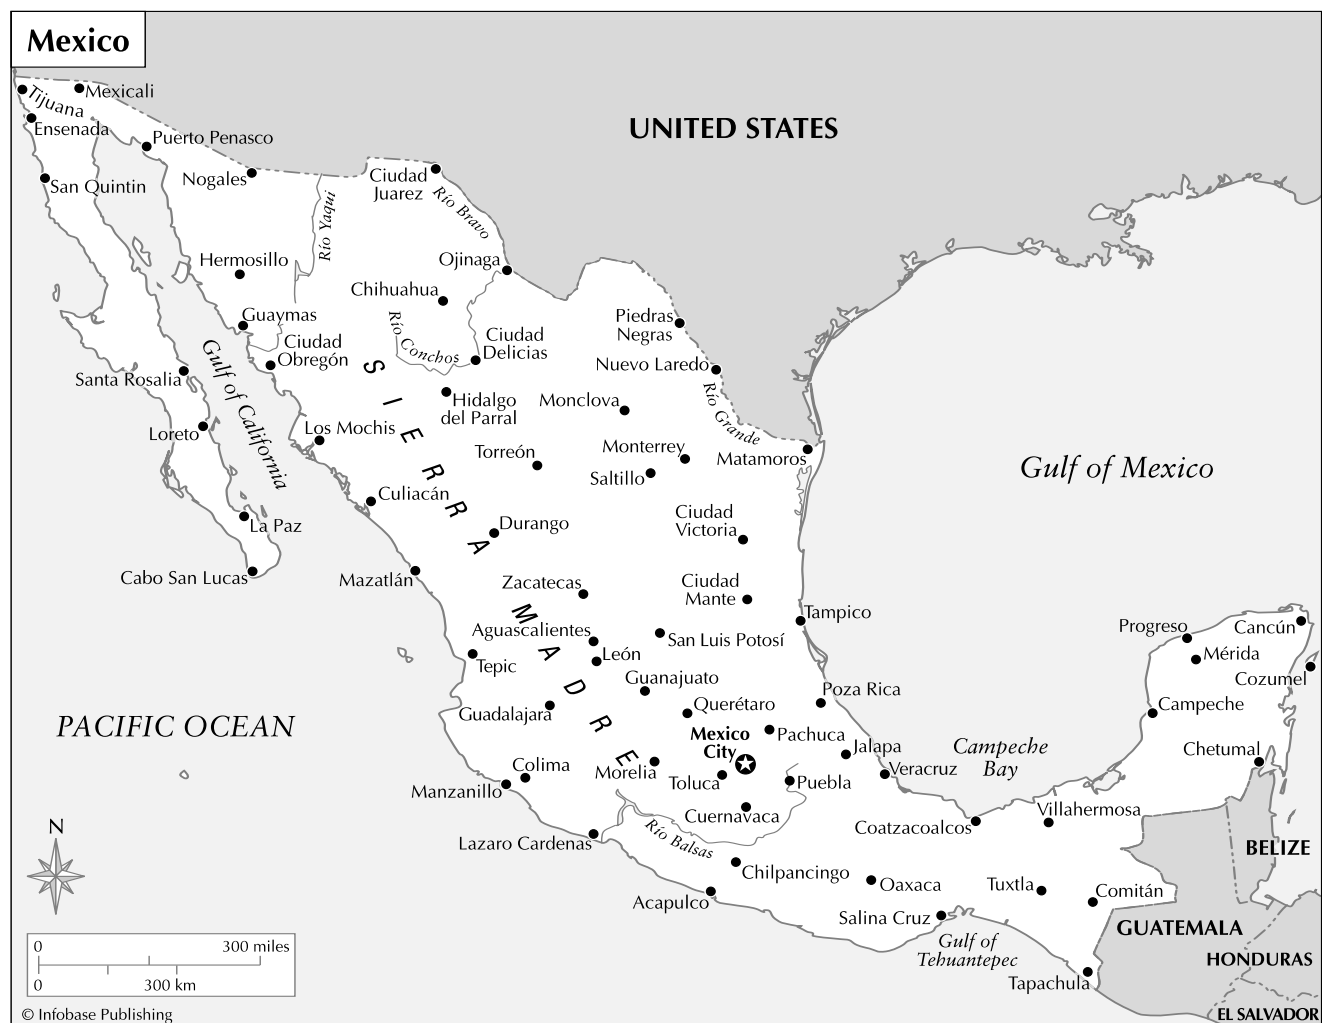 Mexico
Tijuana
Mexicali
Ensenada
UNITED STATES
Puerto Penasco
San Quintin
Nogales
Ciudad
Juarez
Río Bravo
Río Yaqui
Hermosillo
Ojinaga
Chihuahua
Guaymas
Piedras
Negras
Río Conchos
Ciudad
Obregón
Ciudad
Delicias
Gulf of California
Santa Rosalia
Nuevo Laredo
Río Grande
SIERRA MADRE
Hidalgo
del Parral
Monclova
Loreto
Los Mochis
Torreón
Monterrey
Matamoros
Gulf of Mexico
Saltillo
Culiacán
La Paz
Durango
Ciudad
Victoria
Cabo San Lucas
Mazatlán
Zacatecas
Ciudad
Mante
Tampico
Aguascalientes
San Luis Potosí
Progreso
Cancún
Tepic
León
Mérida
Guanajuato
Cozumel
PACIFIC OCEAN
Guadalajara
Querétaro
Poza Rica
Campeche
Mexico
City
Pachuca
Jalapa
Campeche
Bay
Chetumal
Colima
Morelia
Toluca
Puebla
Veracruz
Manzanillo
Cuernavaca
Villahermosa
Coatzacoalcos
N
Lazaro Cardenas
Río Balsas
BELIZE
Chilpancingo
Oaxaca
Tuxtla
Comitán
Acapulco
Salina Cruz
GUATEMALA
Gulf of
Tehuantepec
HONDURAS
0 300 miles
0 300 km
Tapachula
© Infobase Publishing
EL SALVADOR